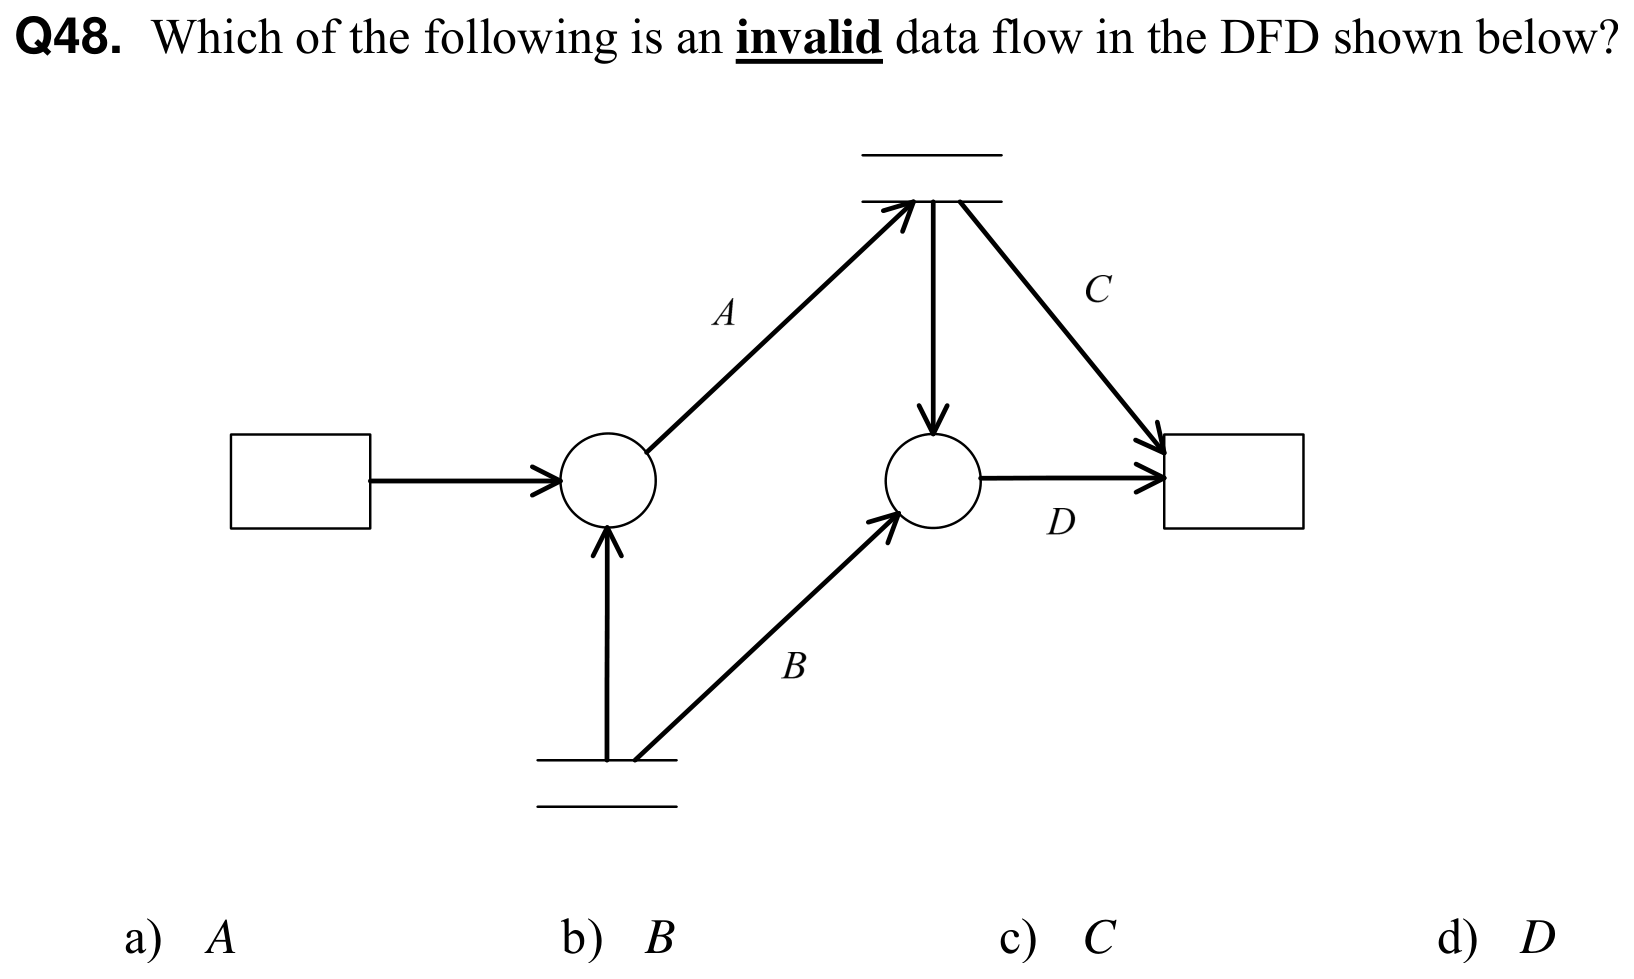 Q48. Which of the following is an invalid data flow in the DFD shown below?
C
A
D
B
a) A b) B c) C d) D